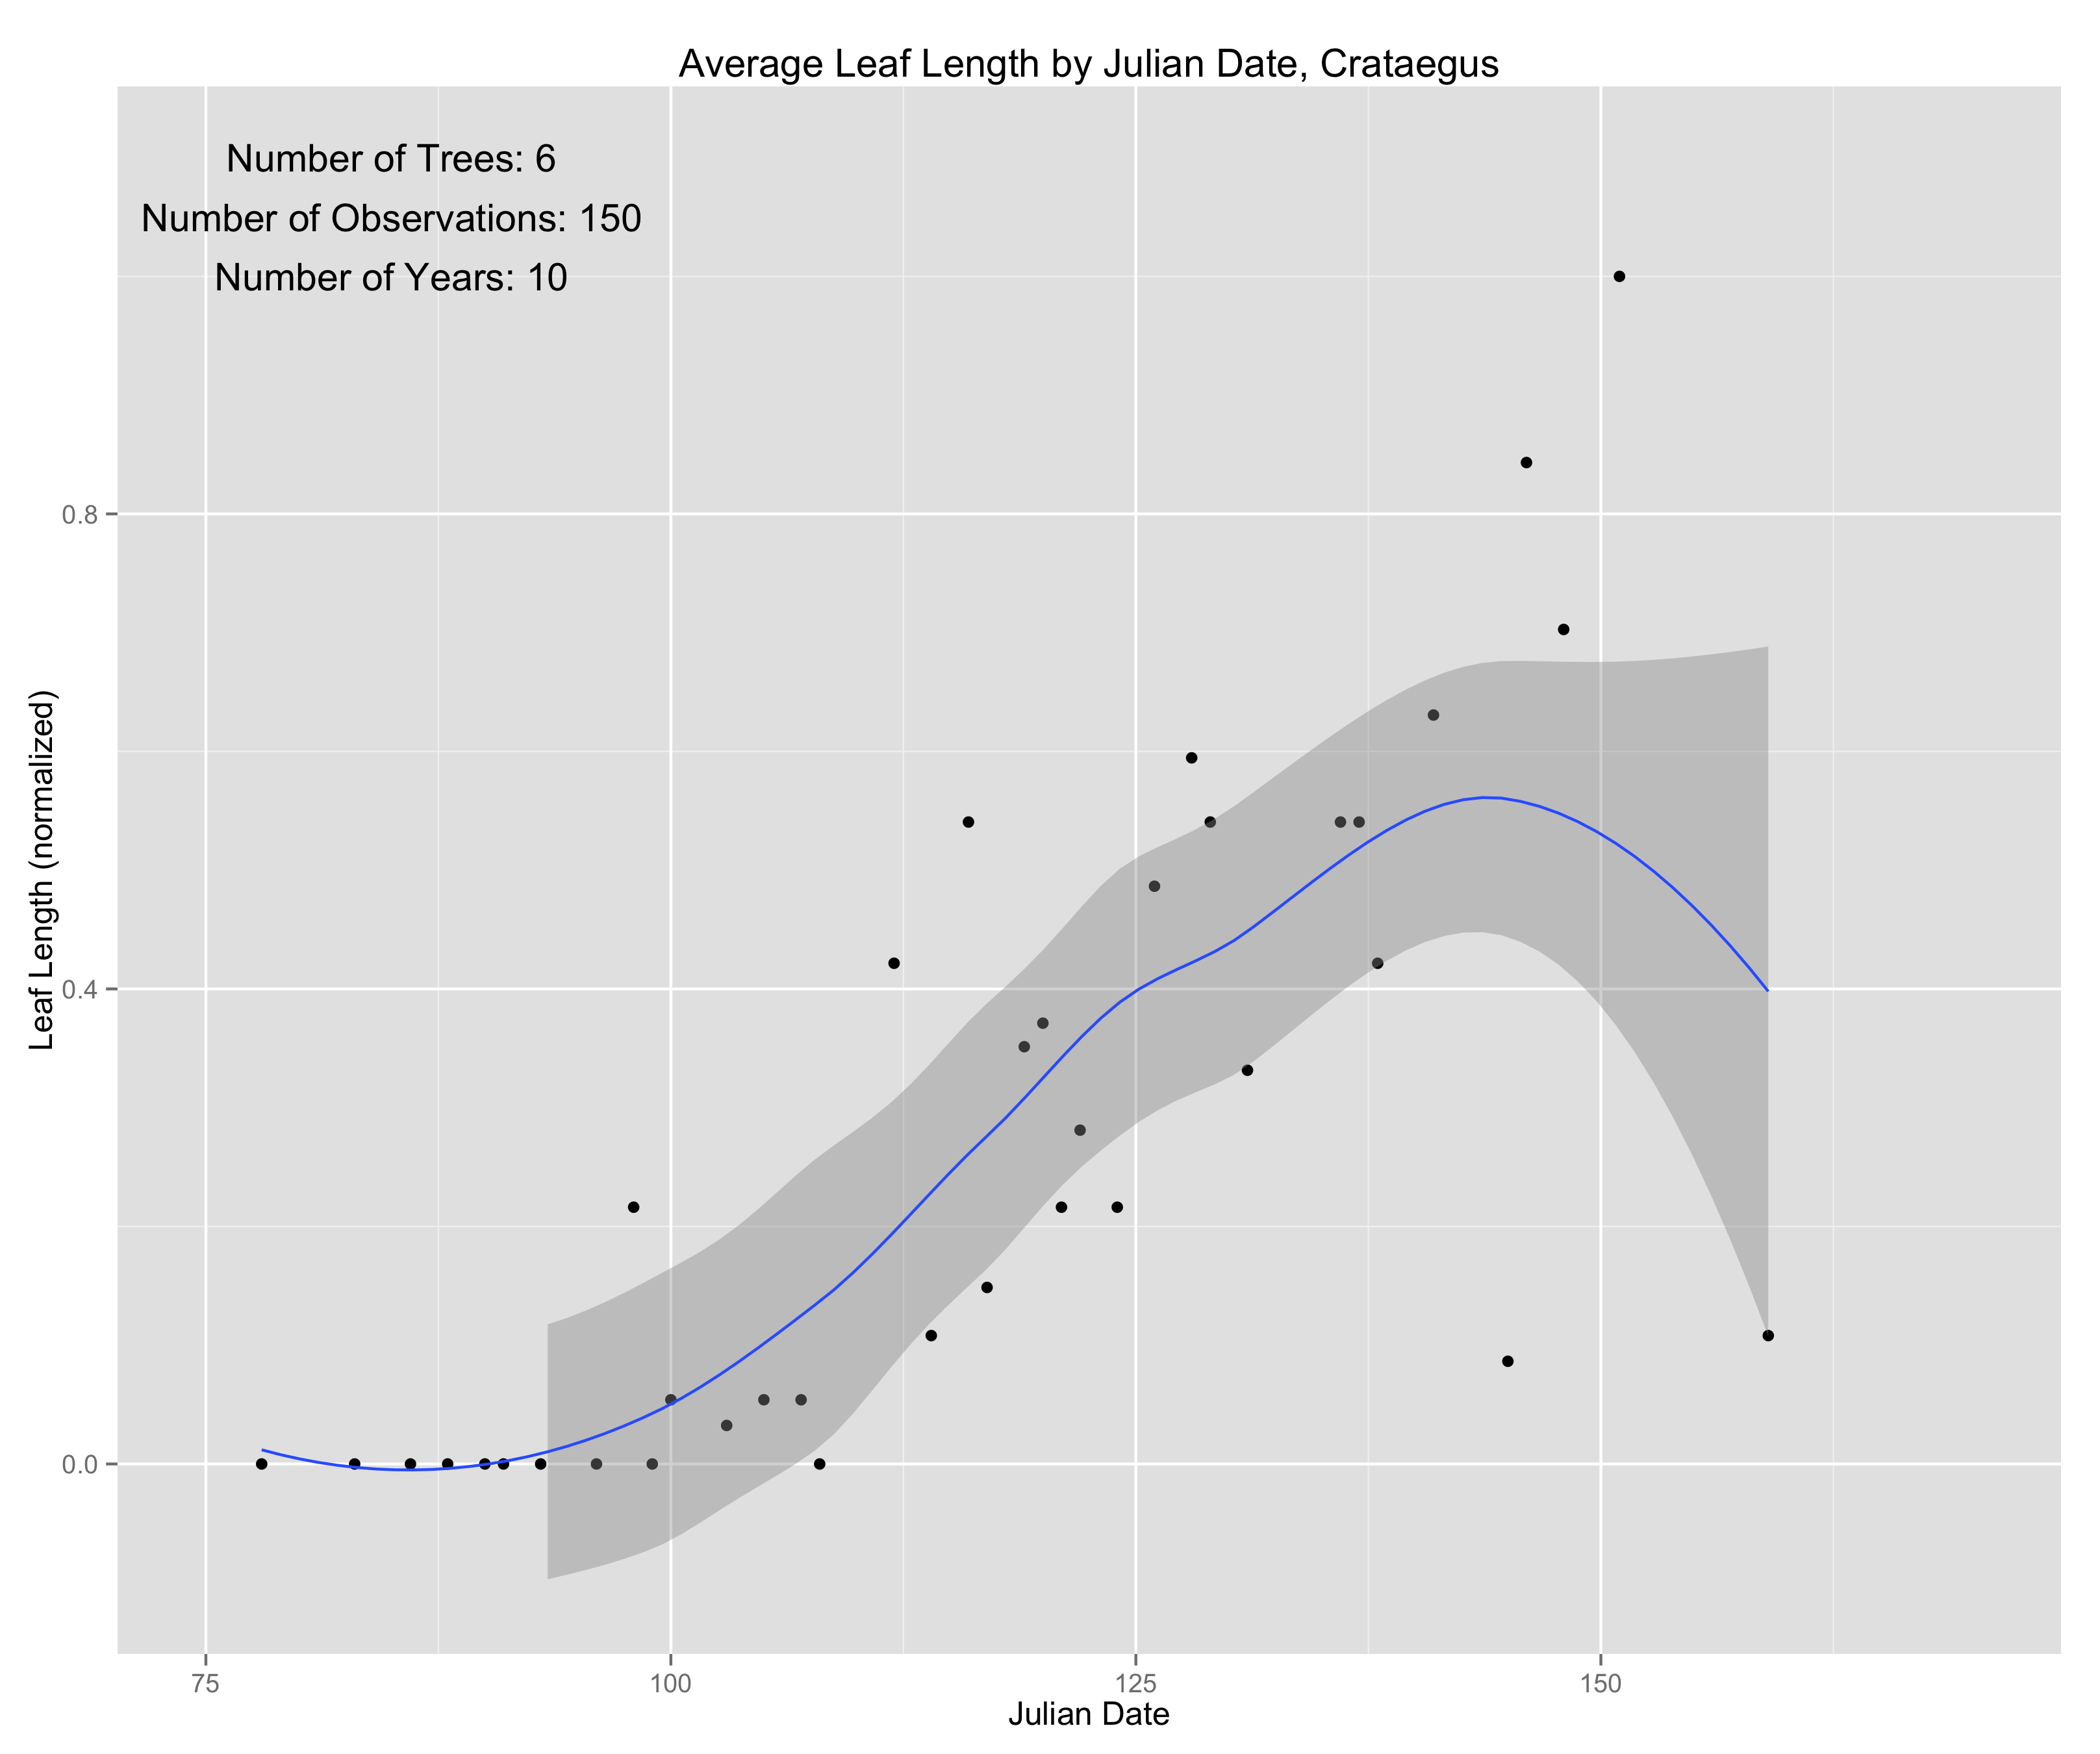 Average Leaf Length by Julian Date, Crataegus
Number of Trees: 6
Number of Observations: 150
Number of Years: 10
Leaf Length (normalized)
0.8
0.4
0.0
75 100 125 150
Julian Date